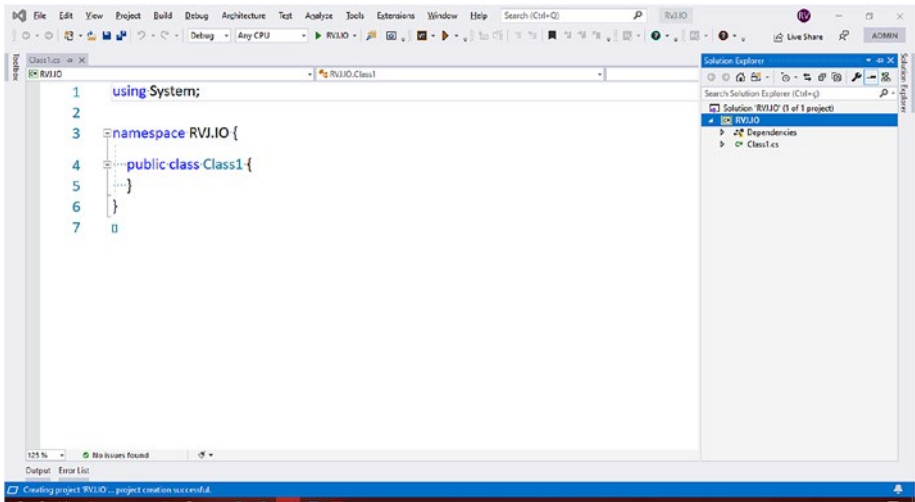 File Edit View Project Build Debug Architecture Test Analyze Tools Extensions Window Help Search (Ctrl+Q) RVJ.IO RV
Debug Any CPU RVJ.IO Live Share ADMIN
Toolbox
Class1.cs
RVJ.IO RVJ.IO.Class1
1 using System;
2
3 namespace RVJ.IO {
4 public class Class1 {
5 }
6 }
7
125 % No issues found
Output Error List
Creating project 'RVJ.IO'... project creation successful.
Solution Explorer
Search Solution Explorer (Ctrl+ç)
Solution 'RVJ.IO' (1 of 1 project)
RVJ.IO
Dependencies
Class1.cs
Solution Explorer